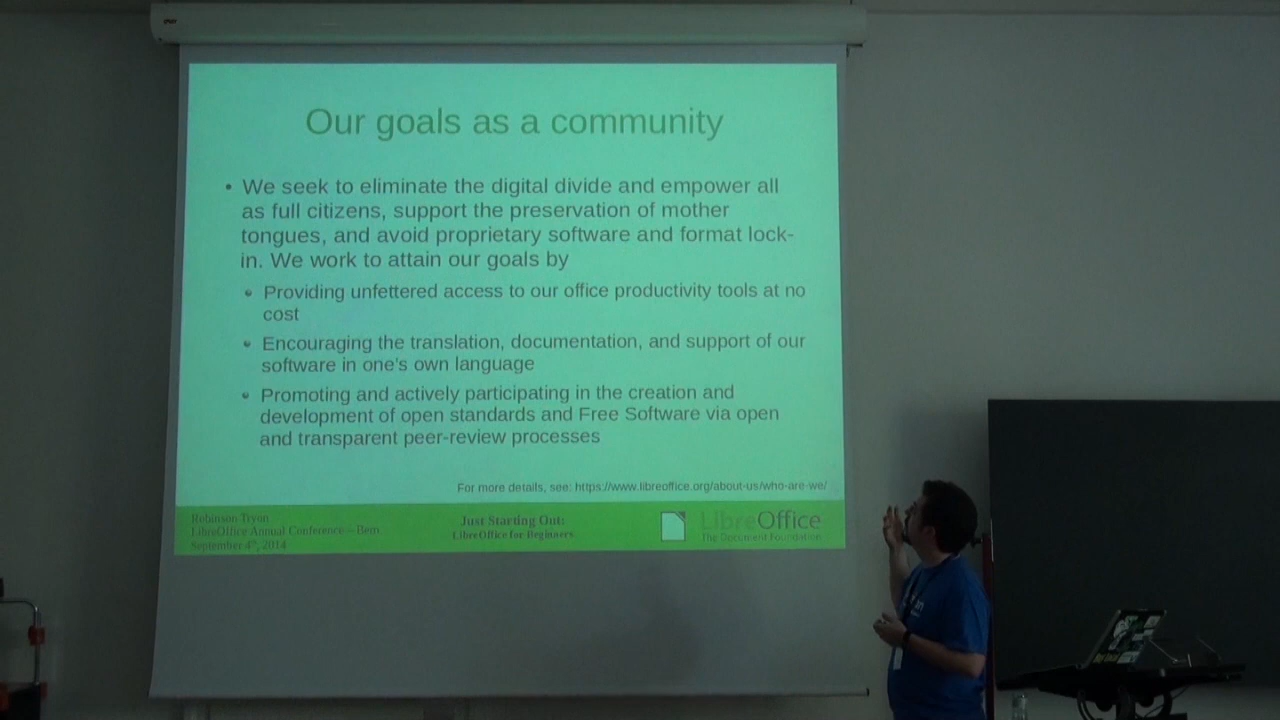 Our goals as a community
• We seek to eliminate the digital divide and empower all
as full citizens, support the preservation of mother
tongues, and avoid proprietary software and format lock-
in. We work to attain our goals by
• Providing unfettered access to our office productivity tools at no
cost
• Encouraging the translation, documentation, and support of our
software in one's own language
• Promoting and actively participating in the creation and
development of open standards and Free Software via open
and transparent peer-review processes
For more details, see: https://www.libreoffice.org/about-us/who-are-we/
Robinson Tryon
LibreOffice Annual Conference – Bern
September 4th, 2014
Just Starting Out:
LibreOffice for Beginners
LibreOffice
The Document Foundation